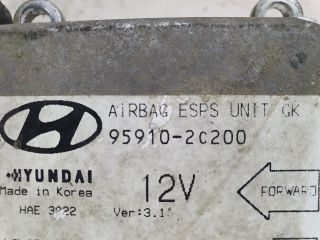 AiRBAG ESPS UNIT GK
95910-2C200
HYUNDAI
Made in Korea
12V
FORWARD
HAE 3022
Ver:3.1